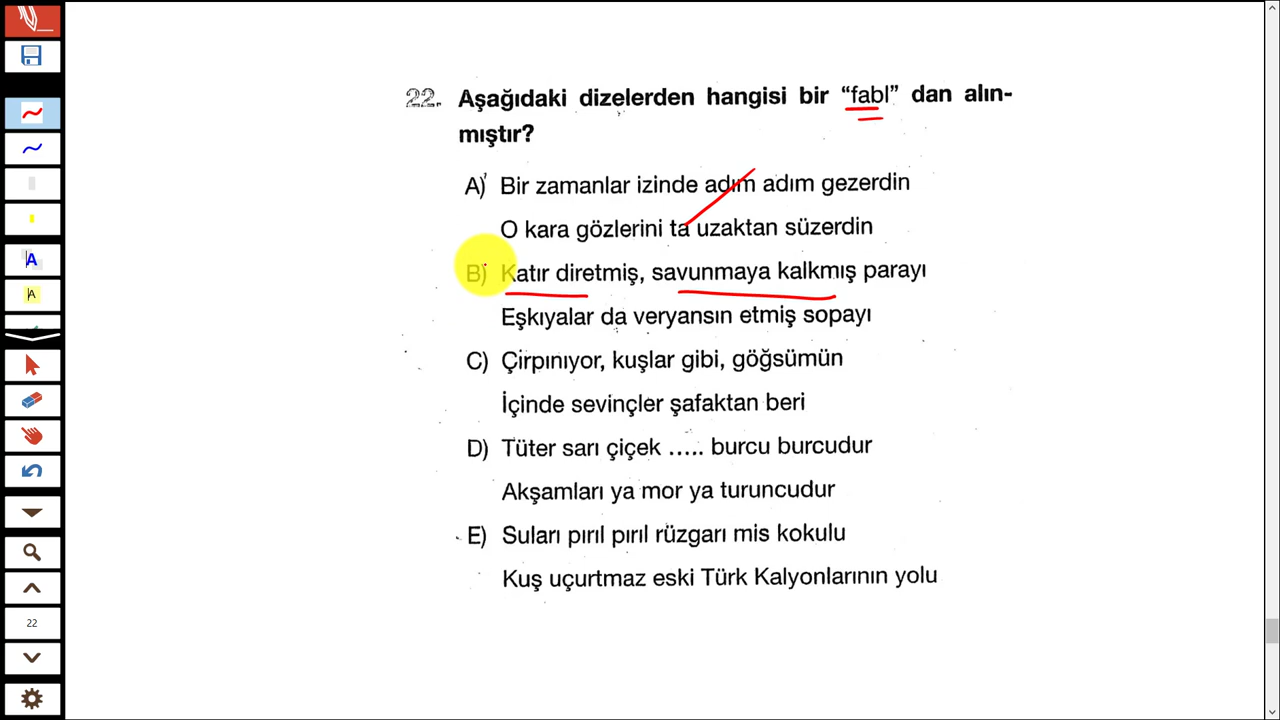 22. Aşağıdaki dizelerden hangisi bir “fabl” dan alın-
mıştır?
A) Bir zamanlar izinde adım adım gezerdin
O kara gözlerini ta uzaktan süzerdin
B) Katır diretmiş, savunmaya kalkmış parayı
Eşkıyalar da veryansın etmiş sopayı
C) Çirpınıyor, kuşlar gibi, göğsümün
İçinde sevinçler şafaktan beri
D) Tüter sarı çiçek ..... burcu burcudur
Akşamları ya mor ya turuncudur
E) Suları pırıl pırıl rüzgarı mis kokulu
Kuş uçurtmaz eski Türk Kalyonlarının yolu
A
A
22